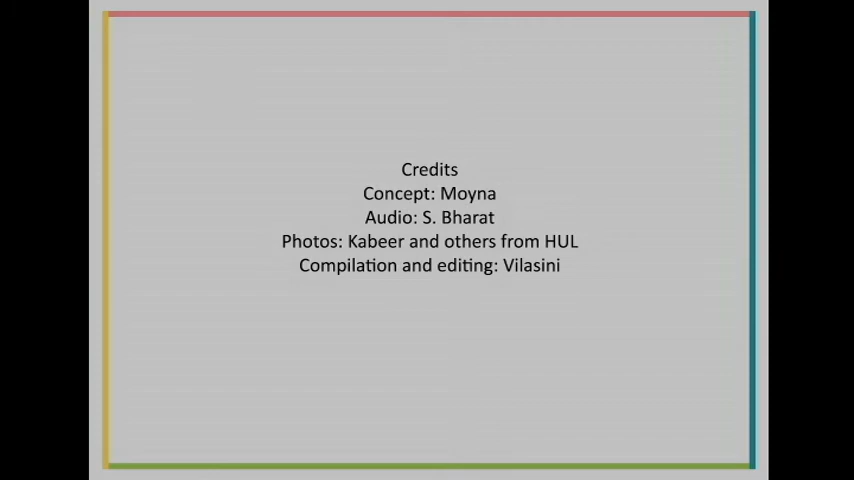 Credits
Concept: Moyna
Audio: S. Bharat
Photos: Kabeer and others from HUL
Compilation and editing: Vilasini